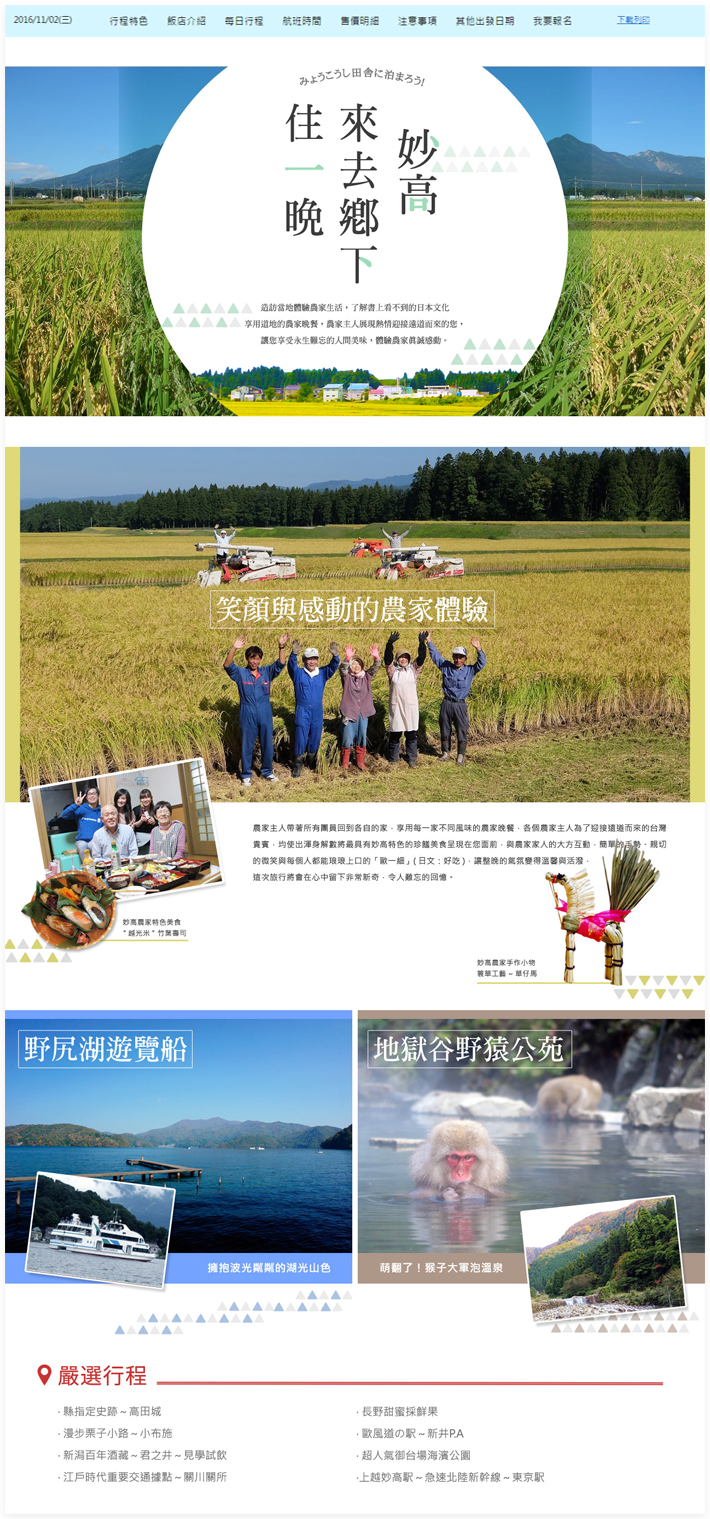 2016/11/02(三)
行程特色
飯店介紹
每日行程
航班時間
售價明細
注意事項
其他出發日期
我要報名
下載列印
みょうこうし田舎に泊まろう!
妙高
來去鄉下
住一晚
造訪當地體驗農家生活，了解書上看不到的日本文化
享用道地的農家晚餐，農家主人展現熱情迎接遠道而來的您，
讓您享受永生難忘的人間美味，體驗農家真誠感動。
笑顏與感動的農家體驗
農家主人帶著所有團員回到各自的家，享用每一家不同風味的農家晚餐，各個農家主人為了迎接遠道而來的台灣
貴賓，均使出渾身解數將最具有妙高特色的珍饈美食呈現在您面前，與農家家人的大方互動，簡單的手勢。親切
的微笑與每個人都能琅琅上口的「歐一細」(日文：好吃)，讓整晚的氣氛變得溫馨與活潑，
這次旅行將會在心中留下非常新奇，令人難忘的回憶。
妙高農家特色美食
"越光米"竹葉壽司
妙高農家手作小物
著草工藝～草仔馬
野尻湖遊覽船
擁抱波光粼粼的湖光山色
地獄谷野猿公苑
萌翻了！猴子大軍泡溫泉
嚴選行程
‧縣指定史跡～高田城
‧漫步栗子小路～小布施
‧新潟百年酒藏～君之井～見學試飲
‧江戶時代重要交通據點～關川關所
‧長野甜蜜採鮮果
‧歐風道の駅～新井P.A
‧超人氣御台場海濱公園
‧上越妙高駅～急速北陸新幹線～東京駅